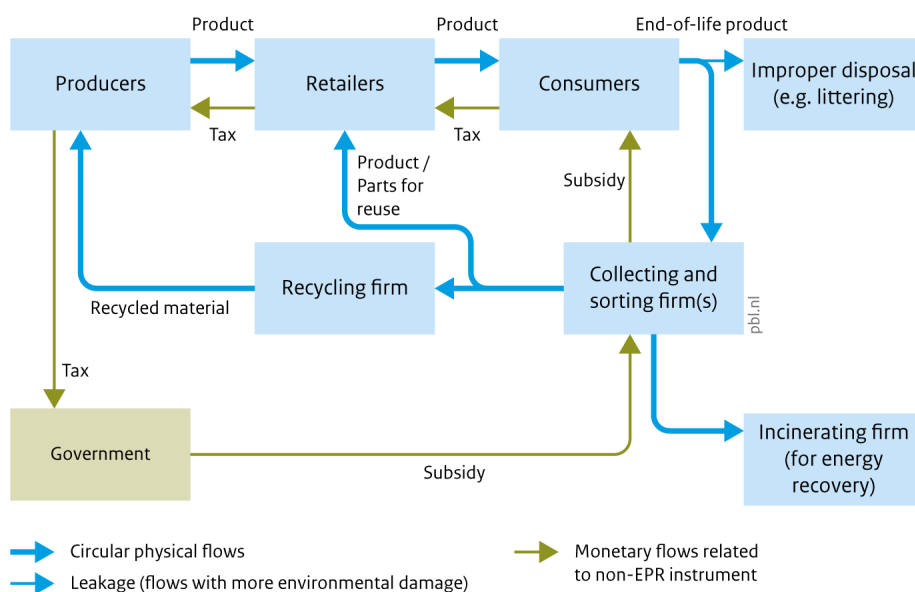 Product
Product
End-of-life product
Producers
Retailers
Consumers
Improper disposal
(e.g. littering)
Tax
Tax
Product /
Parts for
reuse
Subsidy
Recycling firm
Collecting and
sorting firm(s)
pbl.nl
Recycled material
Tax
Government
Subsidy
Incinerating firm
(for energy
recovery)
Circular physical flows
Leakage (flows with more environmental damage)
Monetary flows related
to non-EPR instrument